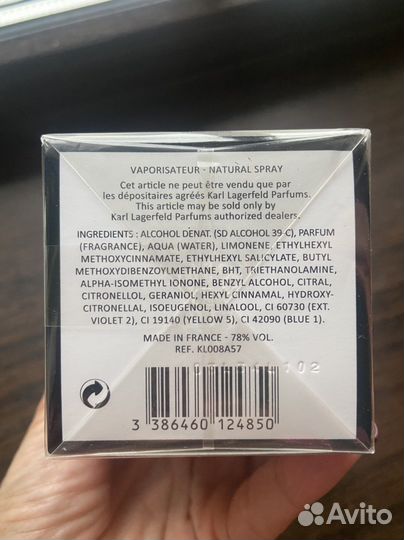 VAPORISATEUR - NATURAL SPRAY
Cet article ne peut être vendu que par
les dépositaires agréés Karl Lagerfeld Parfums.
This article may be sold only by
Karl Lagerfeld Parfums authorized dealers.
INGREDIENTS : ALCOHOL DENAT. (SD ALCOHOL 39 C), PARFUM
(FRAGRANCE), AQUA (WATER), LIMONENE, ETHYLHEXYL
METHOXYCINNAMATE, ETHYLHEXYL SALICYLATE, BUTYL
METHOXYDIBENZOYLMETHANE, BHT, TRIETHANOLAMINE,
ALPHA-ISOMETHYL IONONE, BENZYL ALCOHOL, CITRAL,
CITRONELLOL, GERANIOL, HEXYL CINNAMAL, HYDROXY-
CITRONELLAL, ISOEUGENOL, LINALOOL, CI 60730 (EXT.
VIOLET 2), CI 19140 (YELLOW 5), CI 42090 (BLUE 1).
MADE IN FRANCE - 78% VOL.
REF. KL008A57
3 386460 124850
Avito